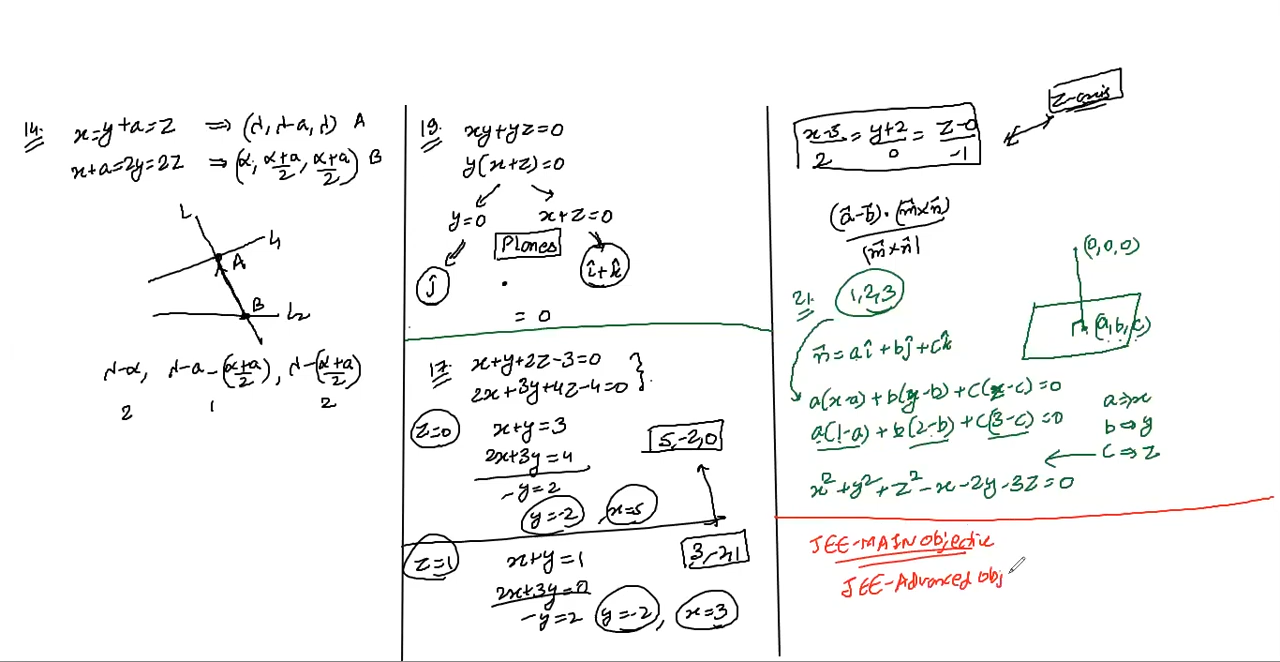 14. x=y+a=z ⇒ (λ, λ-a, λ) A
x+a=2y=2z ⇒ (α, α+a/2, α+a/2) B
L
L1
A
B
L2
λ-α, λ-a-(α+a/2), λ-(α+a/2)
2 1 2
19. xy+yz=0
y(x+z)=0
y=0 x+z=0
Planes
ĵ . î+k̂
= 0
17. x+y+2z-3=0
2x+3y+4z-4=0 }.
z=0 x+y=3
2x+3y=4
-y=2
y=-2, x=5
5,-2,0
z=1 x+y=1
2x+3y=0
-y=2 y=-2, x=3
3,-2,1
z-axis
x-3/2 = y+2/0 = z-0/-1
(a⃗-b⃗)·(m⃗×n⃗)/|m⃗×n⃗|
21. 1,2,3
(0,0,0)
(a,b,c)
n⃗=aî+bĵ+ck̂
a(x-a)+b(y-b)+c(z-c)=0
a(1-a)+b(2-b)+c(3-c)=0
a⇒x
b⇒y
c⇒z
x²+y²+z²-x-2y-3z=0
JEE-MAIN Objective
JEE-Advanced obj